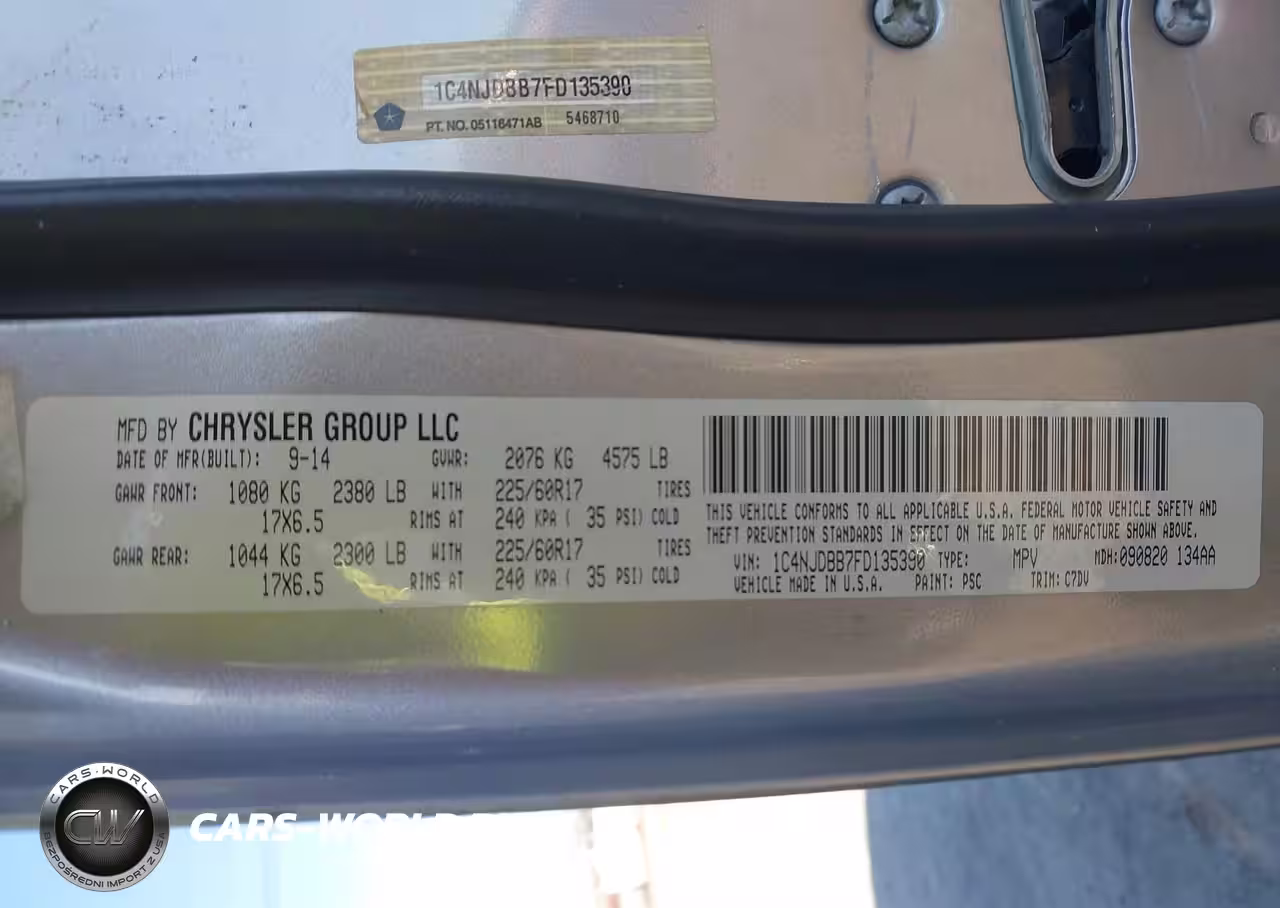 1C4NJDBB7FD135390
PT. NO. 05116471AB 5468710
MFD BY CHRYSLER GROUP LLC
DATE OF MFR(BUILT): 9-14 GVWR: 2076 KG 4575 LB
GAWR FRONT: 1080 KG 2380 LB WITH 225/60R17 TIRES
17X6.5 RIMS AT 240 KPA ( 35 PSI) COLD
GAWR REAR: 1044 KG 2300 LB WITH 225/60R17 TIRES
17X6.5 RIMS AT 240 KPA ( 35 PSI) COLD
THIS VEHICLE CONFORMS TO ALL APPLICABLE U.S.A. FEDERAL MOTOR VEHICLE SAFETY AND
THEFT PREVENTION STANDARDS IN EFFECT ON THE DATE OF MANUFACTURE SHOWN ABOVE.
VIN: 1C4NJDBB7FD135390 TYPE: MPV MDH:090820 134AA
VEHICLE MADE IN U.S.A. PAINT: PSC TRIM: C7DV
CARS-WORLD
CW
BEZPOŚREDNI IMPORT Z USA
CARS-WORLD